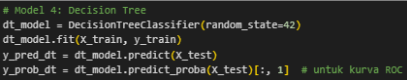 # Model 4: Decision Tree
dt_model = DecisionTreeClassifier(random_state=42)
dt_model.fit(X_train, y_train)
y_pred_dt = dt_model.predict(X_test)
y_prob_dt = dt_model.predict_proba(X_test)[:, 1]  # untuk kurva ROC